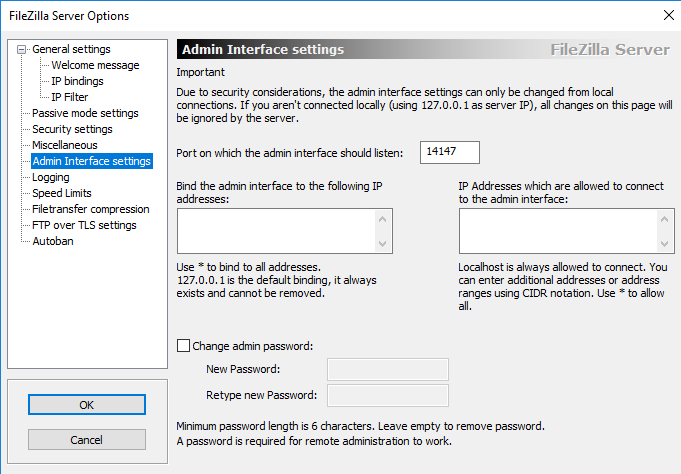 FileZilla Server Options
General settings
Welcome message
IP bindings
IP Filter
Passive mode settings
Security settings
Miscellaneous
Admin Interface settings
Logging
Speed Limits
Filetransfer compression
FTP over TLS settings
Autoban
OK
Cancel
Admin Interface settings
FileZilla Server
Important
Due to security considerations, the admin interface settings can only be changed from local
connections. If you aren't connected locally (using 127.0.0.1 as server IP), all changes on this page will
be ignored by the server.
Port on which the admin interface should listen: 14147
Bind the admin interface to the following IP
addresses:
Use * to bind to all addresses.
127.0.0.1 is the default binding, it always
exists and cannot be removed.
IP Addresses which are allowed to connect
to the admin interface:
Localhost is always allowed to connect. You
can enter additional addresses or address
ranges using CIDR notation. Use * to allow
all.
Change admin password:
New Password:
Retype new Password:
Minimum password length is 6 characters. Leave empty to remove password.
A password is required for remote administration to work.